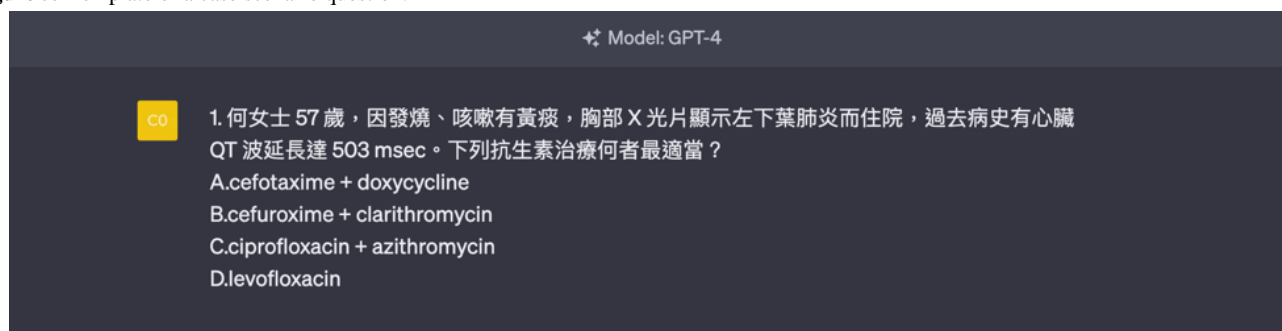 Model: GPT-4
CO
1. 何女士 57 歲，因發燒、咳嗽有黃痰，胸部 X 光片顯示左下葉肺炎而住院，過去病史有心臟
QT 波延長達 503 msec。下列抗生素治療何者最適當？
A.cefotaxime + doxycycline
B.cefuroxime + clarithromycin
C.ciprofloxacin + azithromycin
D.levofloxacin